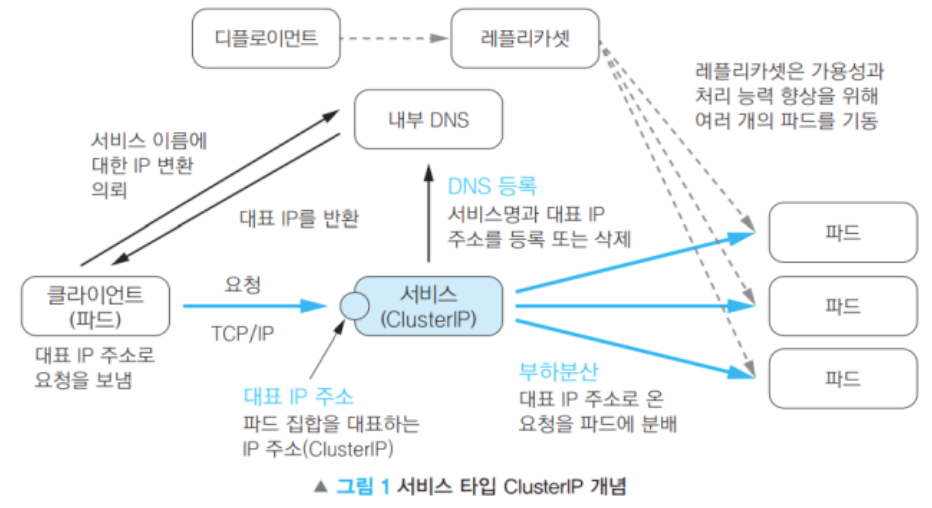 디플로이먼트
레플리카셋
레플리카셋은 가용성과
처리 능력 향상을 위해
여러 개의 파드를 기동
내부 DNS
서비스 이름에
대한 IP 변환
의뢰
대표 IP를 반환
DNS 등록
서비스명과 대표 IP
주소를 등록 또는 삭제
클라이언트
(파드)
요청
TCP/IP
서비스
(ClusterIP)
파드
파드
파드
대표 IP 주소로
요청을 보냄
대표 IP 주소
파드 집합을 대표하는
IP 주소(ClusterIP)
부하분산
대표 IP 주소로 온
요청을 파드에 분배
▲ 그림 1 서비스 타입 ClusterIP 개념